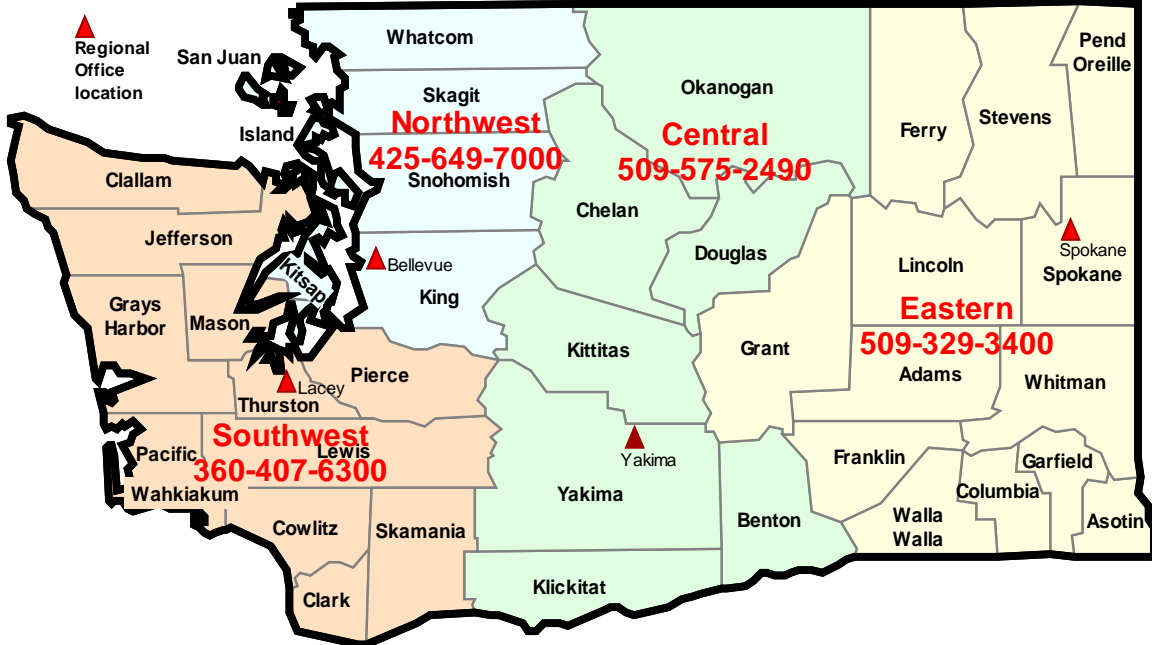 Regional
Office
location
San Juan
Whatcom
Skagit
Island
Northwest
425-649-7000
Snohomish
Okanogan
Central
509-575-2490
Ferry
Stevens
Pend
Oreille
Clallam
Jefferson
Chelan
Douglas
Lincoln
Spokane
Spokane
Bellevue
King
Kitsap
Grays
Harbor
Mason
Eastern
509-329-3400
Kittitas
Grant
Adams
Whitman
Pierce
Lacey
Thurston
Southwest
Lewis
360-407-6300
Pacific
Wahkiakum
Yakima
Yakima
Franklin
Garfield
Columbia
Walla
Walla
Asotin
Benton
Cowlitz
Skamania
Klickitat
Clark